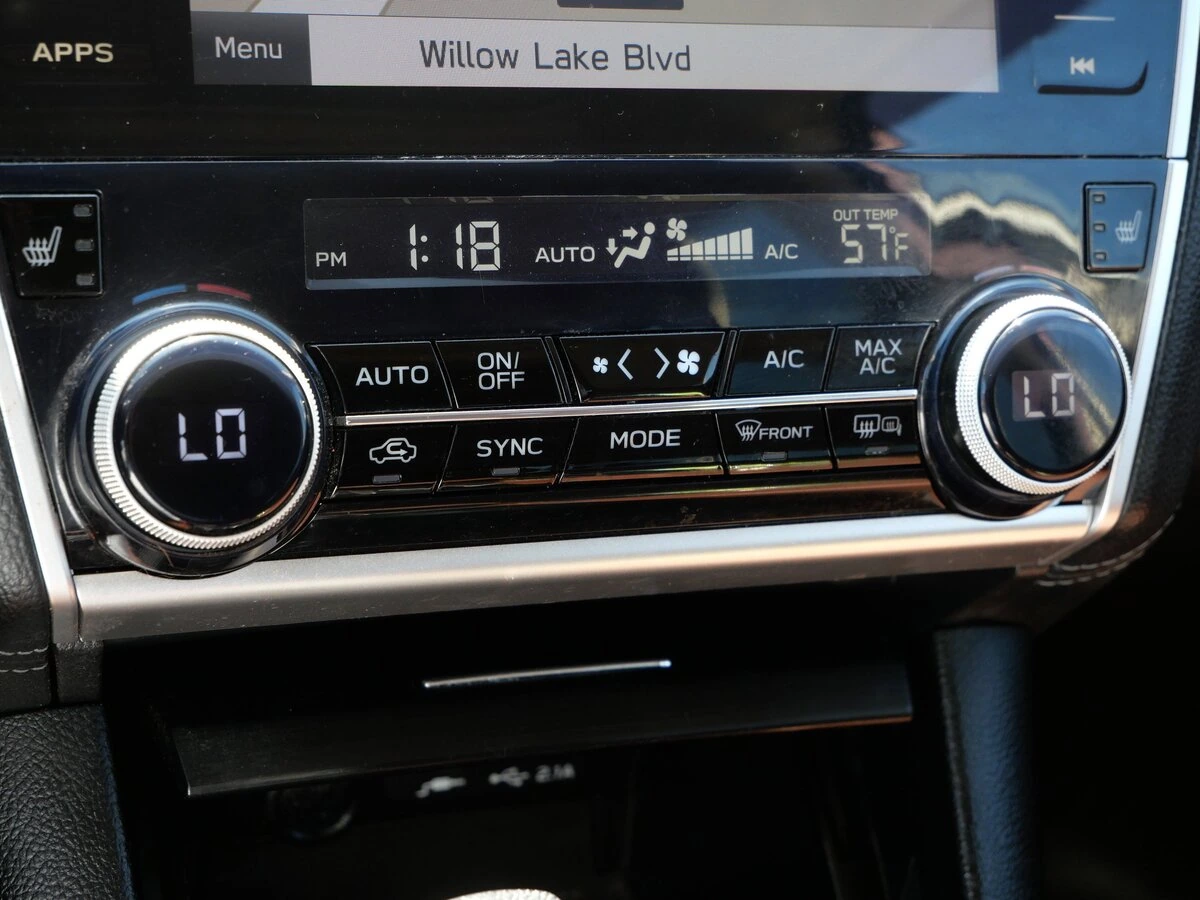 APPS
Menu
Willow Lake Blvd
PM 1:18 AUTO A/C
OUT TEMP
57°F
AUTO
ON/
OFF
A/C
MAX
A/C
LO
LO
SYNC
MODE
FRONT
2.1A